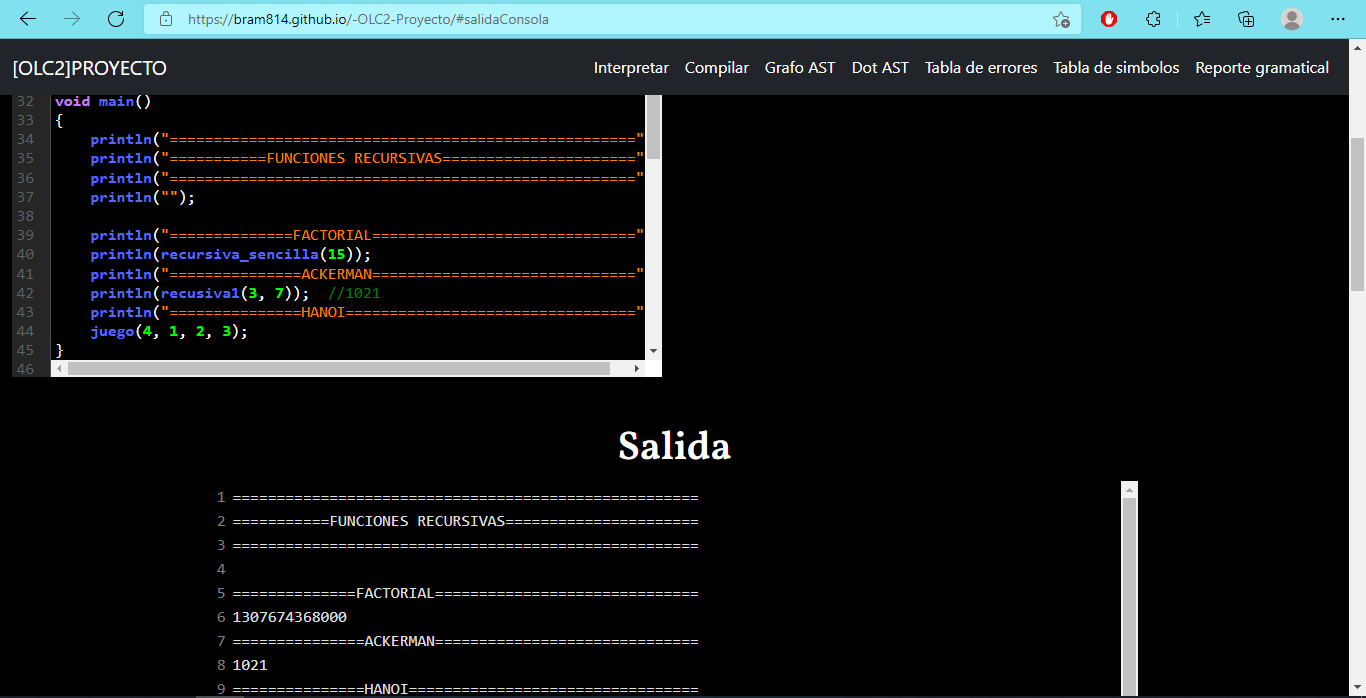 https://bram814.github.io/-OLC2-Proyecto/#salidaConsola
[OLC2]PROYECTO Interpretar Compilar Grafo AST Dot AST Tabla de errores Tabla de simbolos Reporte gramatical
32 void main()
33 {
34 println("====================================================="
35 println("===========FUNCIONES RECURSIVAS======================"
36 println("====================================================="
37 println("");
38
39 println("==============FACTORIAL=============================="
40 println(recursiva_sencilla(15));
41 println("===============ACKERMAN=============================="
42 println(recusiva1(3, 7)); //1021
43 println("===============HANOI================================="
44 juego(4, 1, 2, 3);
45 }
46
Salida
1 =====================================================
2 ===========FUNCIONES RECURSIVAS======================
3 =====================================================
4
5 ==============FACTORIAL==============================
6 1307674368000
7 ===============ACKERMAN==============================
8 1021
9 ===============HANOI=================================